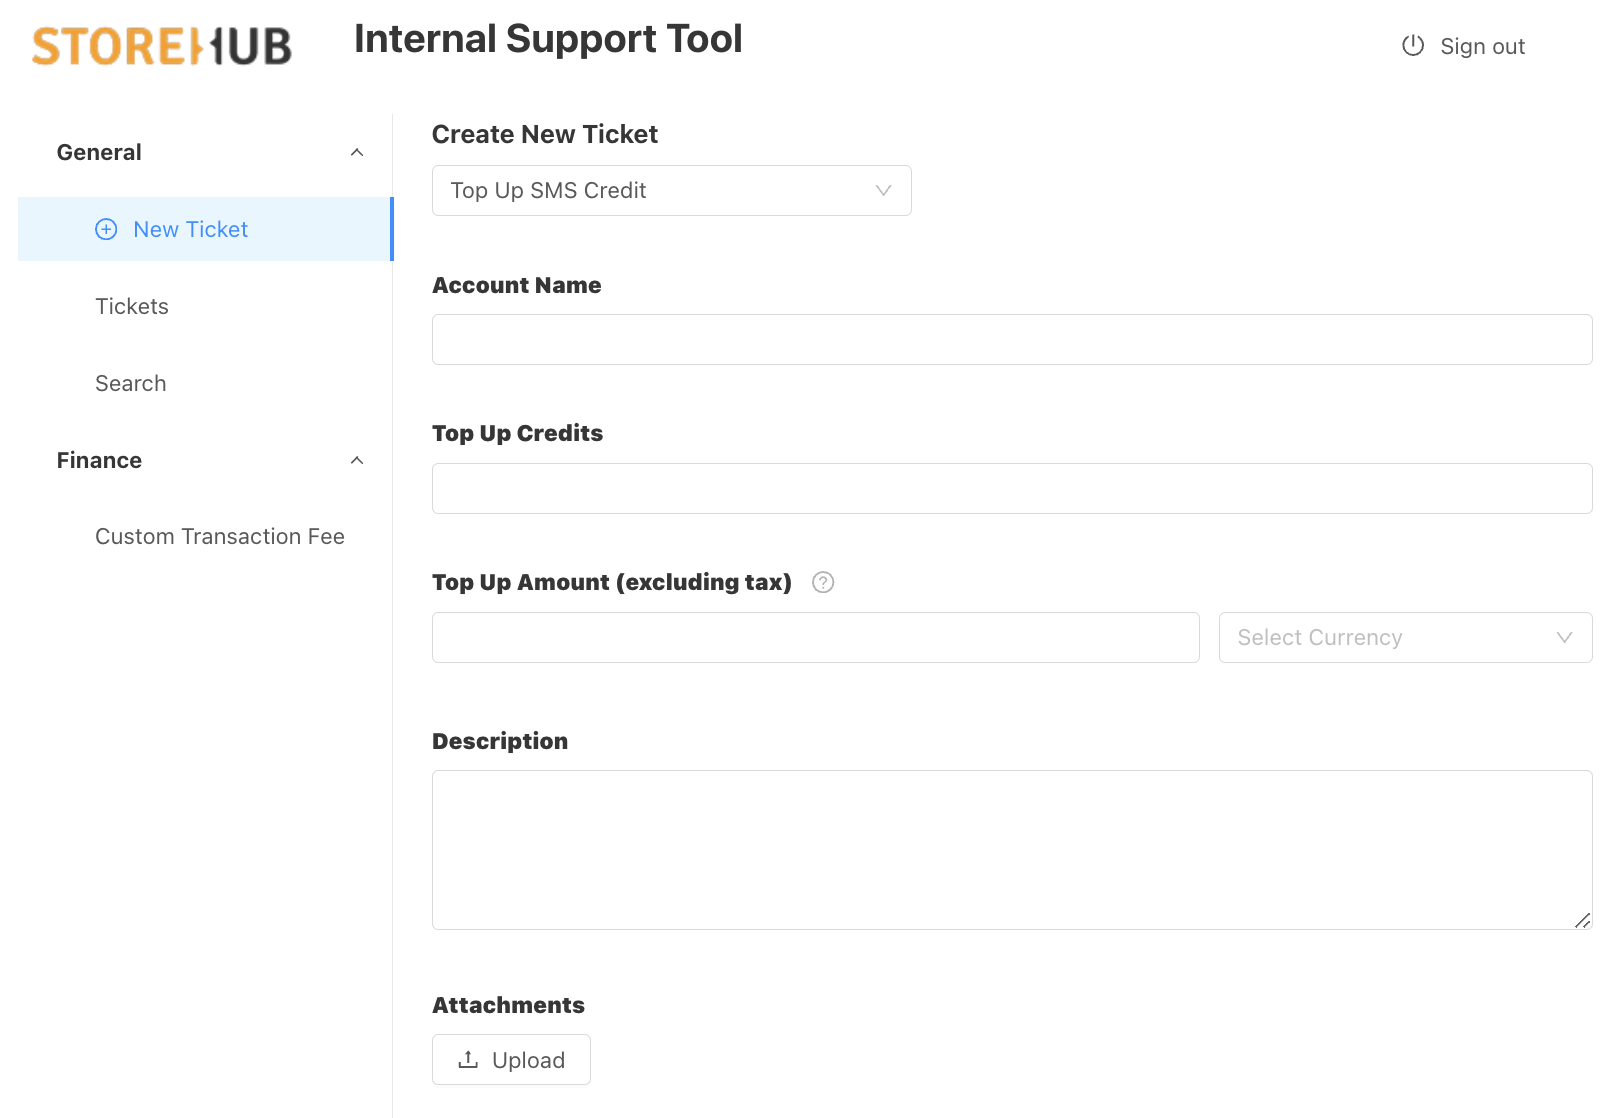 STOREHUB
Internal Support Tool
Sign out
General
New Ticket
Tickets
Search
Finance
Custom Transaction Fee
Create New Ticket
Top Up SMS Credit
Account Name
Top Up Credits
Top Up Amount (excluding tax) ?
Select Currency
Description
Attachments
Upload